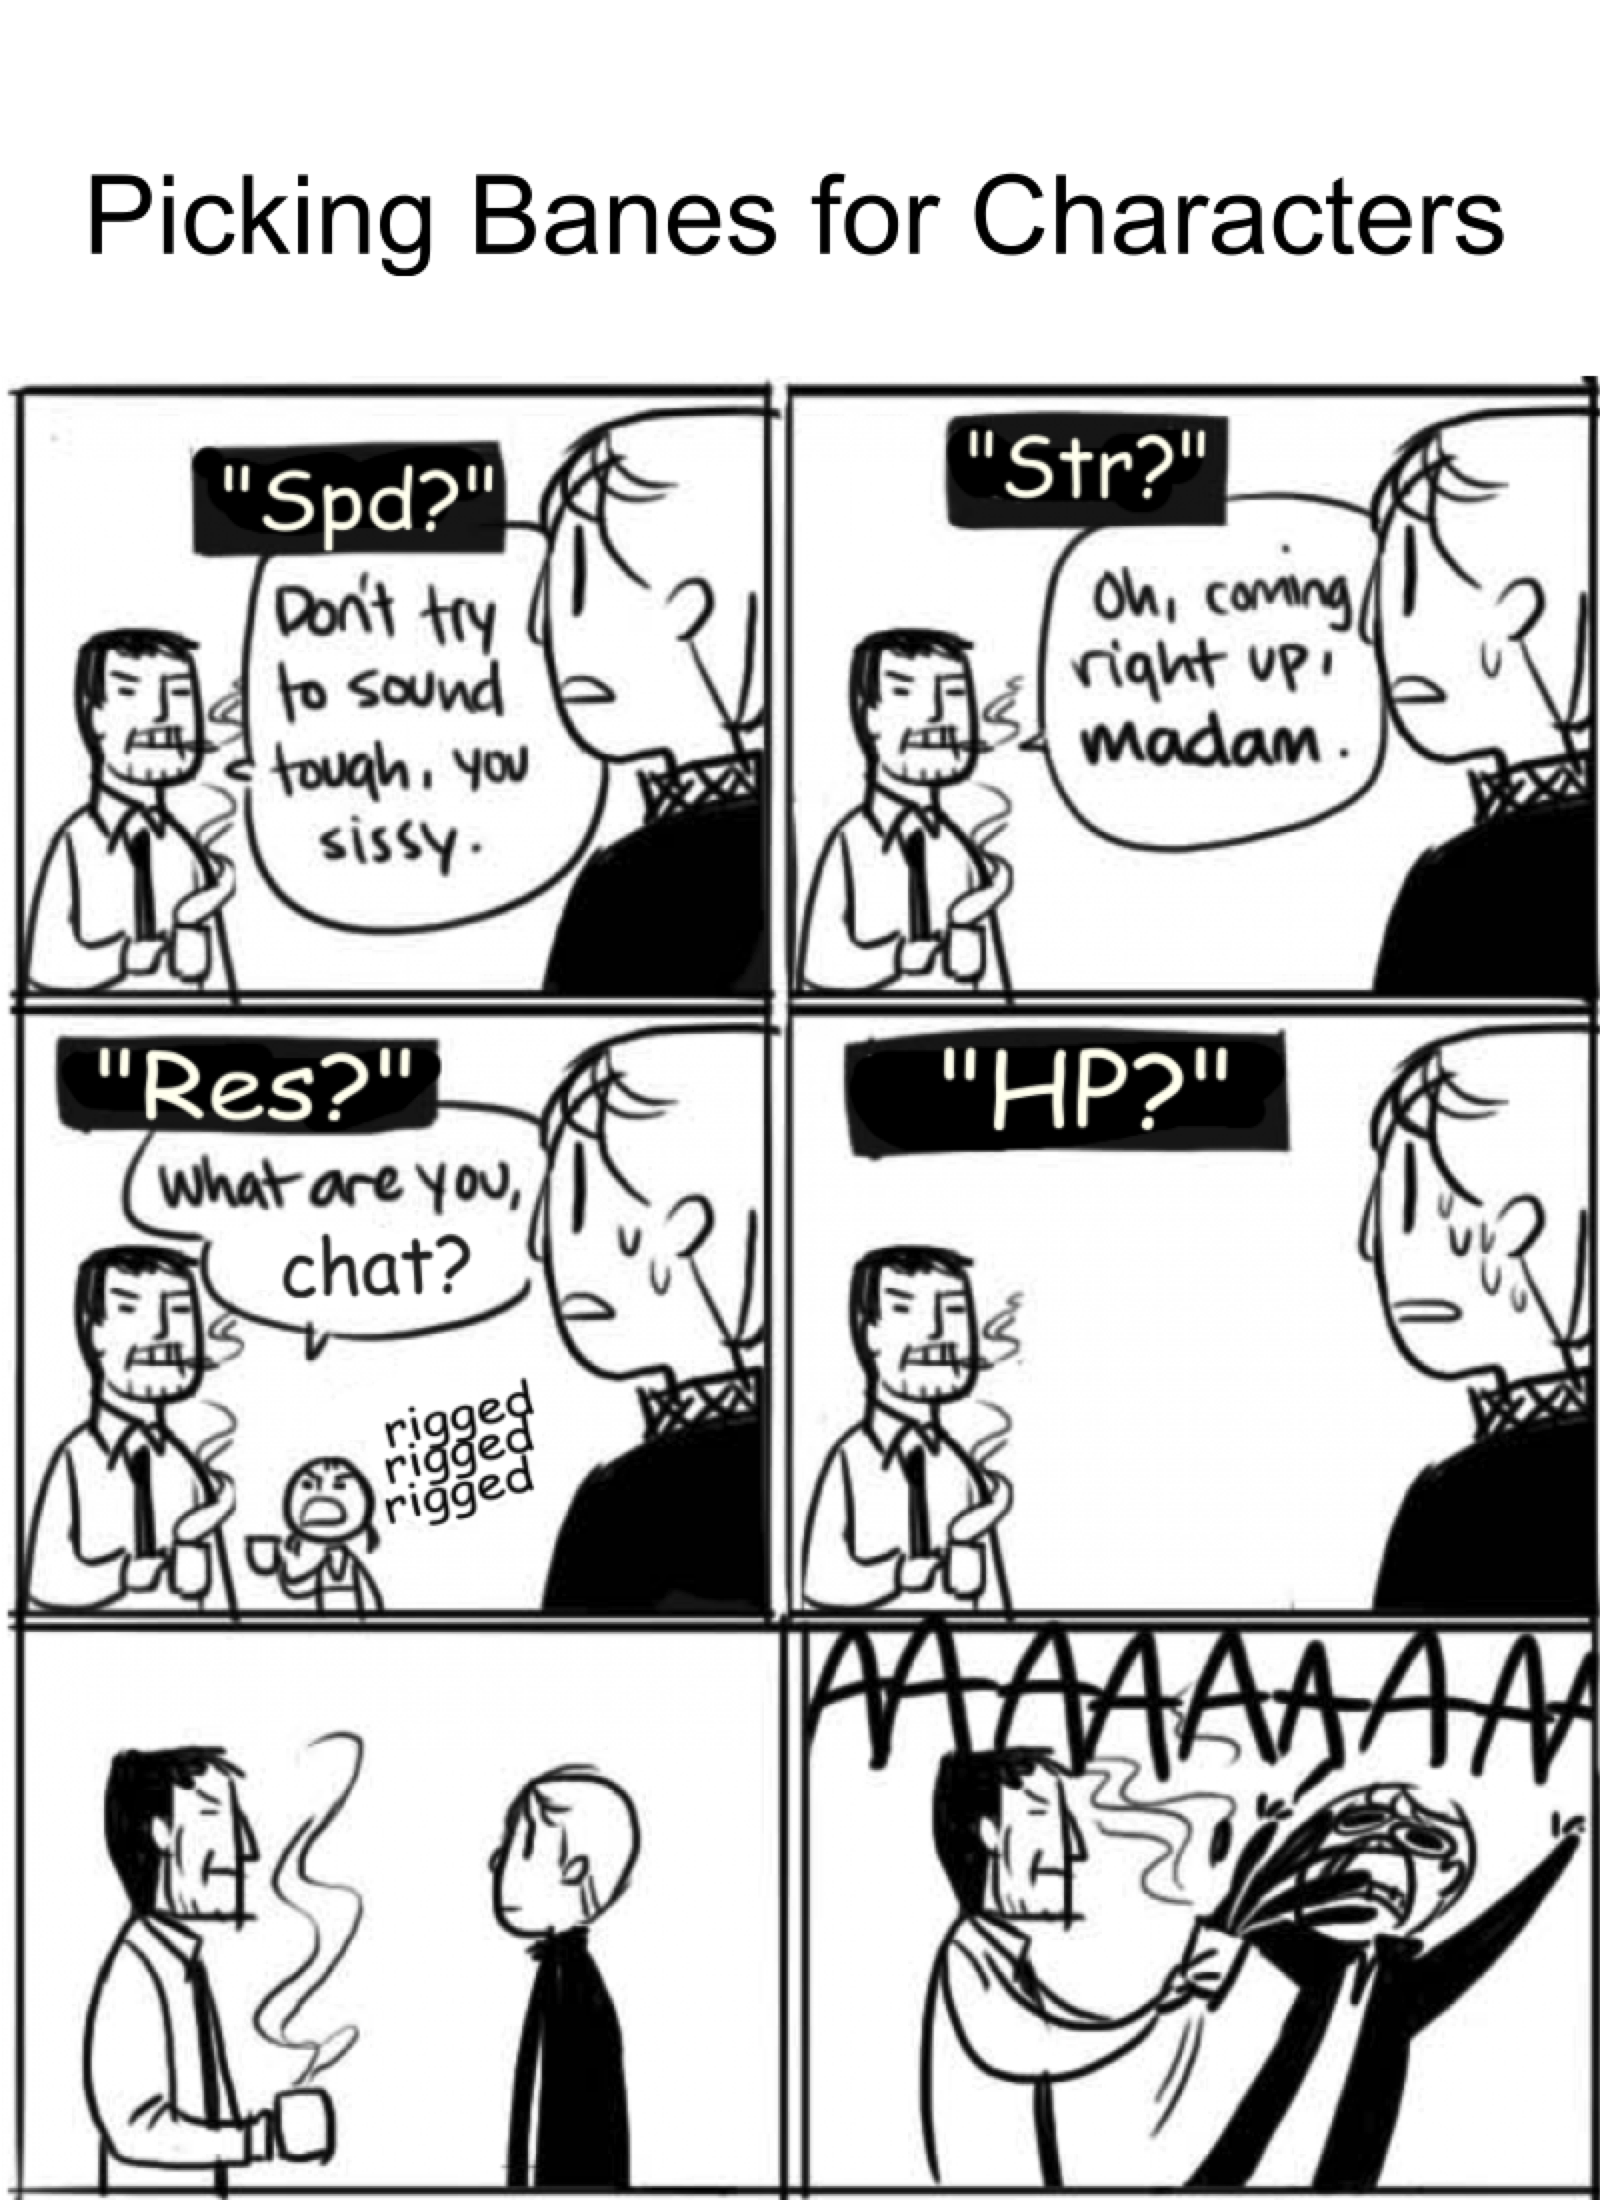 Picking Banes for Characters
"Spd?"
Don't try
to sound
tough, you
sissy.
"Str?"
Oh, coming
right up,
madam.
"Res?"
What are you,
chat?
rigged
rigged
rigged
"HP?"
AAAAAAAAA